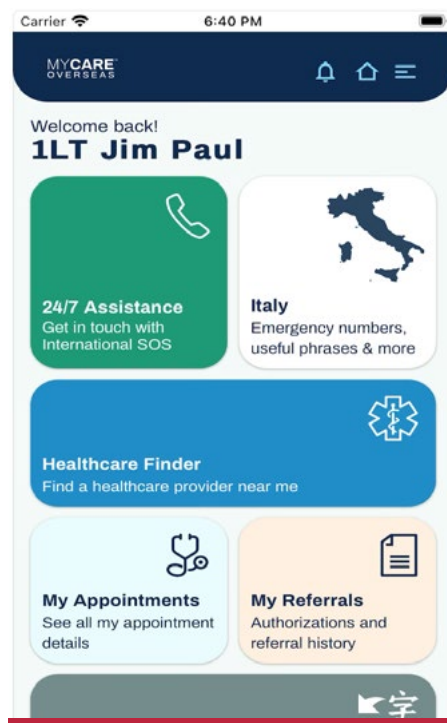 Carrier 6:40 PM
MYCARE™
OVERSEAS
Welcome back!
1LT Jim Paul
24/7 Assistance
Get in touch with
International SOS
Italy
Emergency numbers,
useful phrases & more
Healthcare Finder
Find a healthcare provider near me
My Appointments
See all my appointment
details
My Referrals
Authorizations and
referral history
字